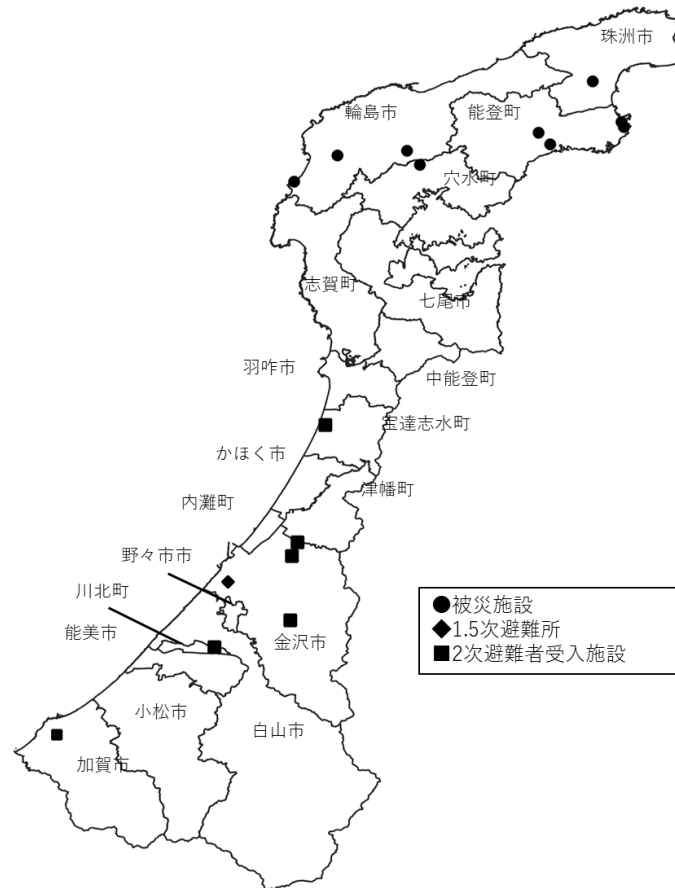 珠洲市
輪島市
能登町
穴水町
志賀町
七尾市
羽咋市
中能登町
宝達志水町
かほく市
津幡町
内灘町
野々市市
川北町
能美市
金沢市
●被災施設
◆1.5次避難所
■2次避難者受入施設
小松市
白山市
加賀市